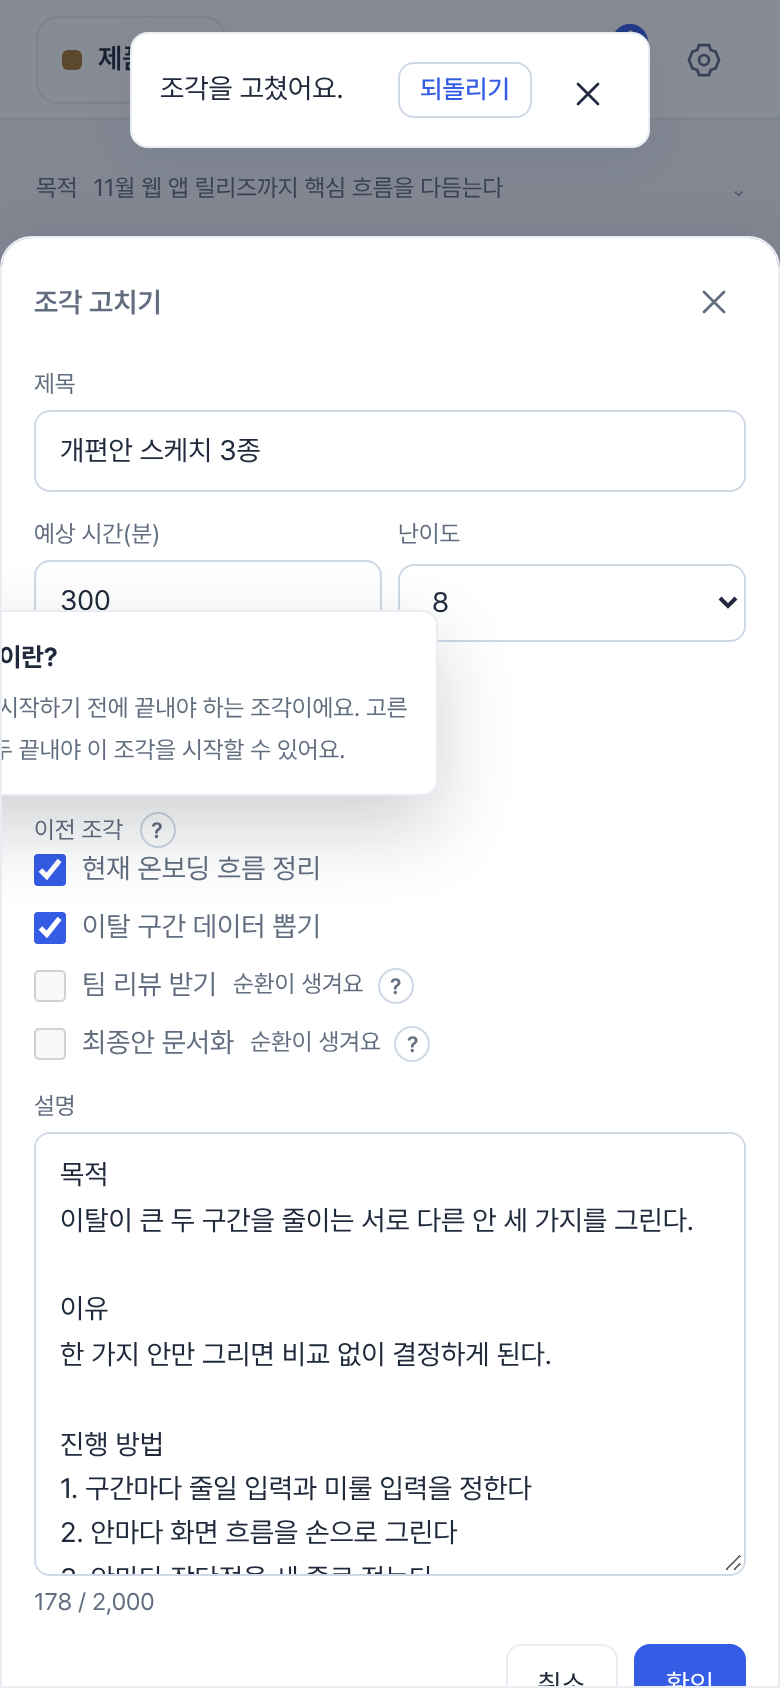 조각을 고쳤어요.
되돌리기
목적 11월 웹 앱 릴리즈까지 핵심 흐름을 다듬는다
조각 고치기
제목
개편안 스케치 3종
예상 시간(분)
난이도
300
8
이란?
시작하기 전에 끝내야 하는 조각이에요. 고른
끝내야 이 조각을 시작할 수 있어요.
이전 조각 ?
현재 온보딩 흐름 정리
이탈 구간 데이터 뽑기
팀 리뷰 받기 순환이 생겨요 ?
최종안 문서화 순환이 생겨요 ?
설명
목적
이탈이 큰 두 구간을 줄이는 서로 다른 안 세 가지를 그린다.
이유
한 가지 안만 그리면 비교 없이 결정하게 된다.
진행 방법
1. 구간마다 줄일 입력과 미룰 입력을 정한다
2. 안마다 화면 흐름을 손으로 그린다
178 / 2,000
취소
확인